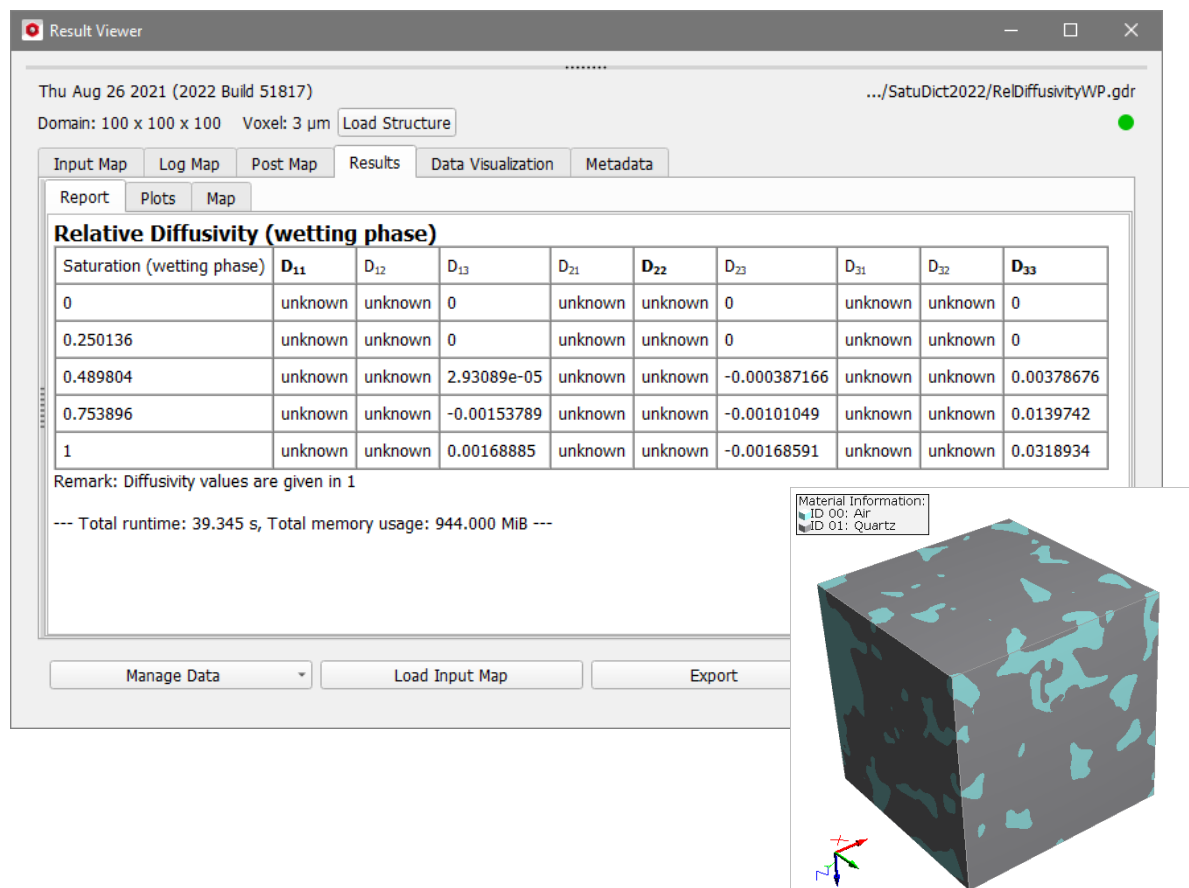 Result Viewer
Thu Aug 26 2021 (2022 Build 51817) .../SatuDict2022/RelDiffusivityWP.gdr
Domain: 100 x 100 x 100 Voxel: 3 µm Load Structure
Input Map Log Map Post Map Results Data Visualization Metadata
Report Plots Map
Relative Diffusivity (wetting phase)
Saturation (wetting phase) D₁₁ D₁₂ D₁₃ D₂₁ D₂₂ D₂₃ D₃₁ D₃₂ D₃₃
0 unknown unknown 0 unknown unknown 0 unknown unknown 0
0.250136 unknown unknown 0 unknown unknown 0 unknown unknown 0
0.489804 unknown unknown 2.93089e-05 unknown unknown -0.000387166 unknown unknown 0.00378676
0.753896 unknown unknown -0.00153789 unknown unknown -0.00101049 unknown unknown 0.0139742
1 unknown unknown 0.00168885 unknown unknown -0.00168591 unknown unknown 0.0318934
Remark: Diffusivity values are given in 1
--- Total runtime: 39.345 s, Total memory usage: 944.000 MiB ---
Manage Data Load Input Map Export
Material Information:
ID 00: Air
ID 01: Quartz
X
Y
Z